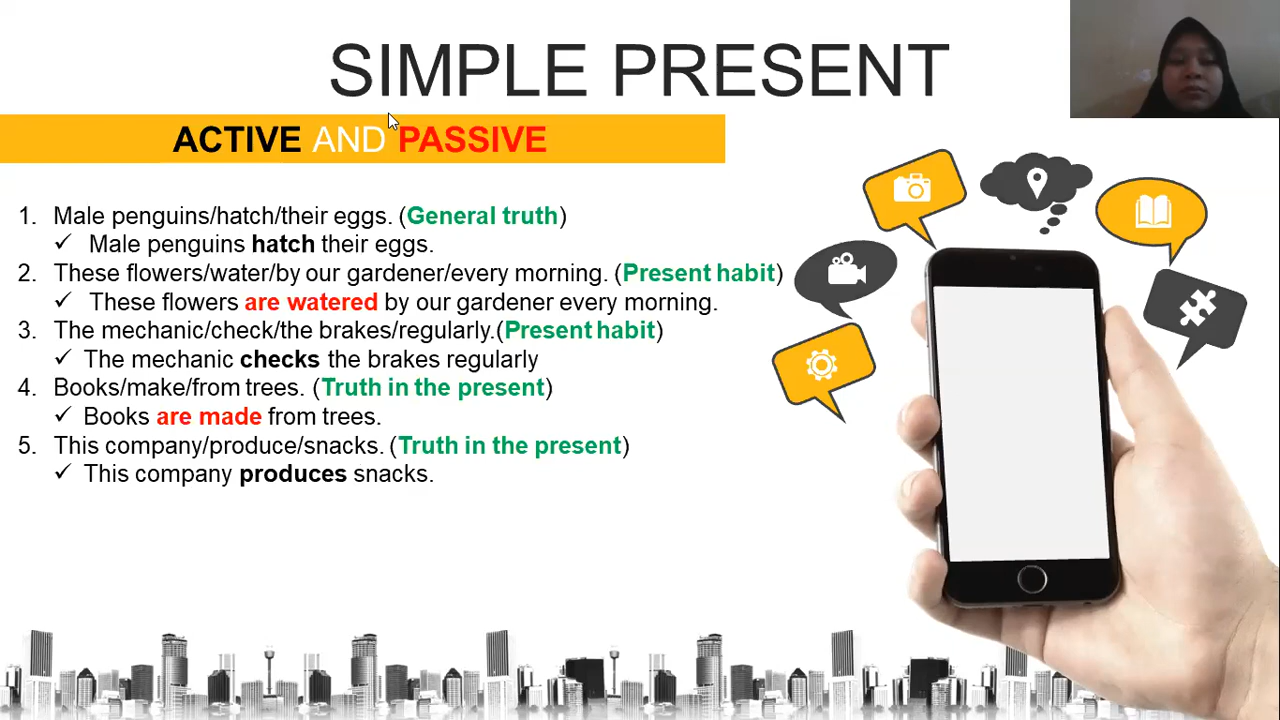 SIMPLE PRESENT
ACTIVE AND PASSIVE
1. Male penguins/hatch/their eggs. (General truth)
✓ Male penguins hatch their eggs.
2. These flowers/water/by our gardener/every morning. (Present habit)
✓ These flowers are watered by our gardener every morning.
3. The mechanic/check/the brakes/regularly.(Present habit)
✓ The mechanic checks the brakes regularly
4. Books/make/from trees. (Truth in the present)
✓ Books are made from trees.
5. This company/produce/snacks. (Truth in the present)
✓ This company produces snacks.